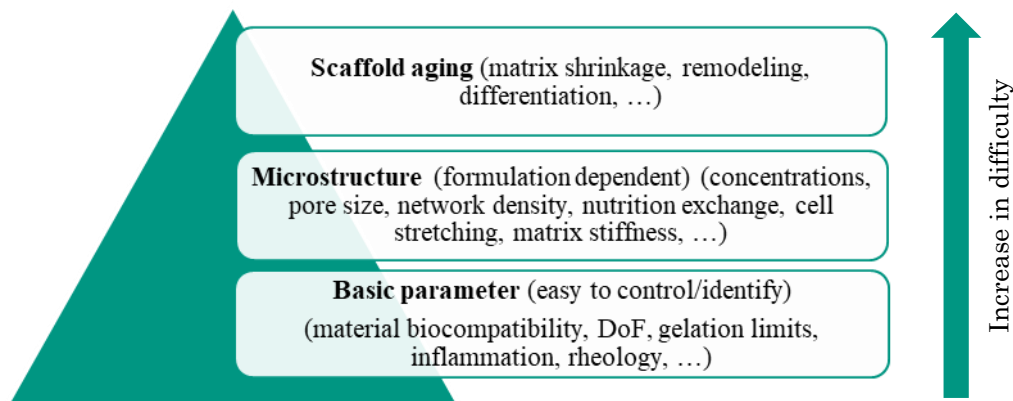 Scaffold aging (matrix shrinkage, remodeling,
differentiation, …)
Microstructure (formulation dependent) (concentrations,
pore size, network density, nutrition exchange, cell
stretching, matrix stiffness, …)
Basic parameter (easy to control/identify)
(material biocompatibility, DoF, gelation limits,
inflammation, rheology, …)
Increase in difficulty